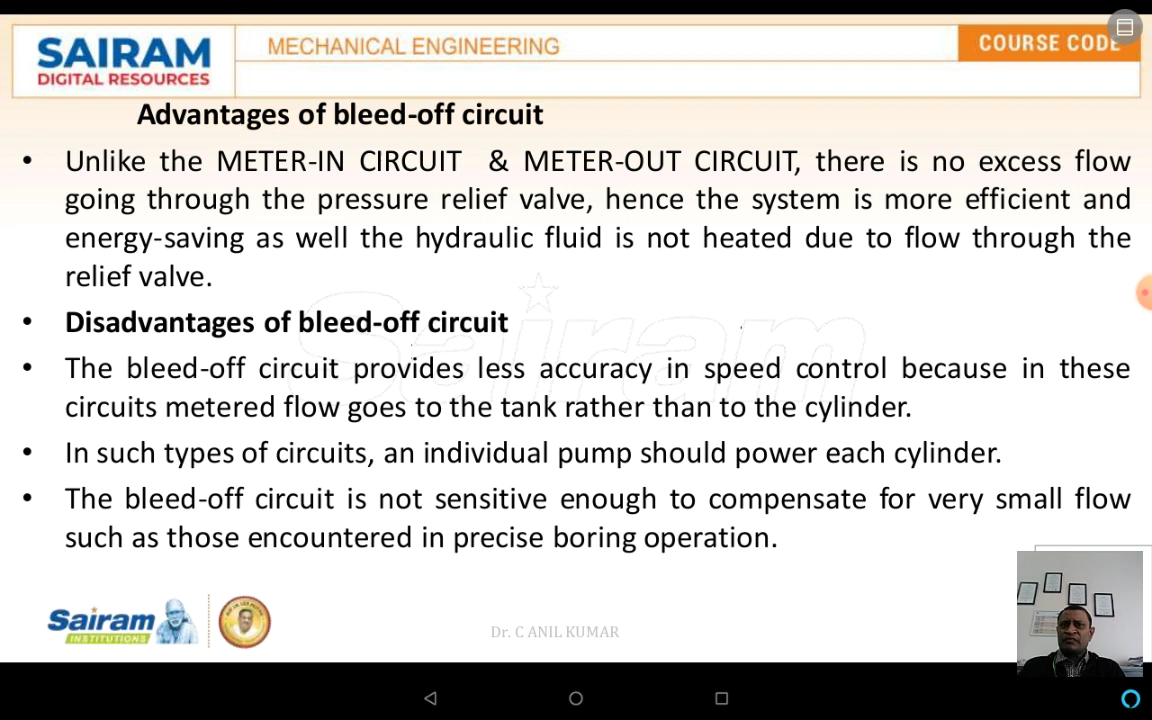 SAIRAM
DIGITAL RESOURCES
MECHANICAL ENGINEERING
COURSE CODE
Advantages of bleed-off circuit
• Unlike the METER-IN CIRCUIT & METER-OUT CIRCUIT, there is no excess flow
going through the pressure relief valve, hence the system is more efficient and
energy-saving as well the hydraulic fluid is not heated due to flow through the
relief valve.
• Disadvantages of bleed-off circuit
• The bleed-off circuit provides less accuracy in speed control because in these
circuits metered flow goes to the tank rather than to the cylinder.
• In such types of circuits, an individual pump should power each cylinder.
• The bleed-off circuit is not sensitive enough to compensate for very small flow
such as those encountered in precise boring operation.
Sairam
Sairam
INSTITUTIONS
Dr. C ANIL KUMAR